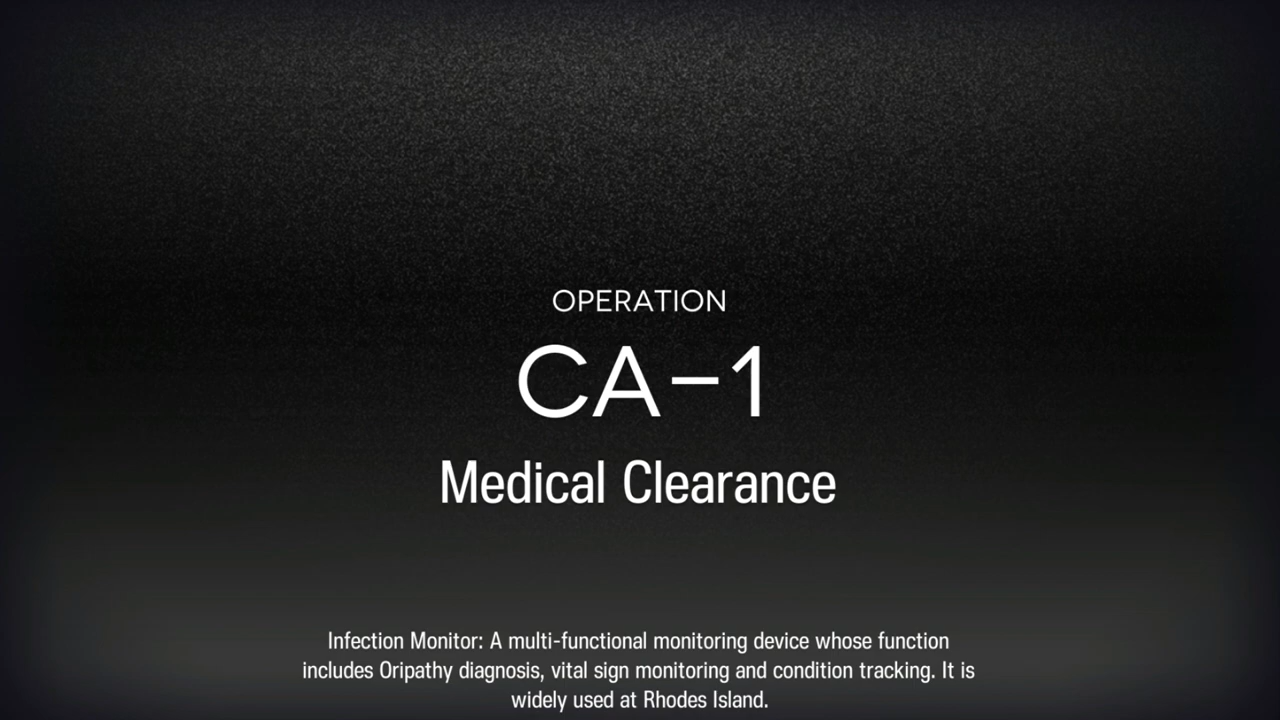 OPERATION
CA-1
Medical Clearance
Infection Monitor: A multi-functional monitoring device whose function
includes Oripathy diagnosis, vital sign monitoring and condition tracking. It is
widely used at Rhodes Island.